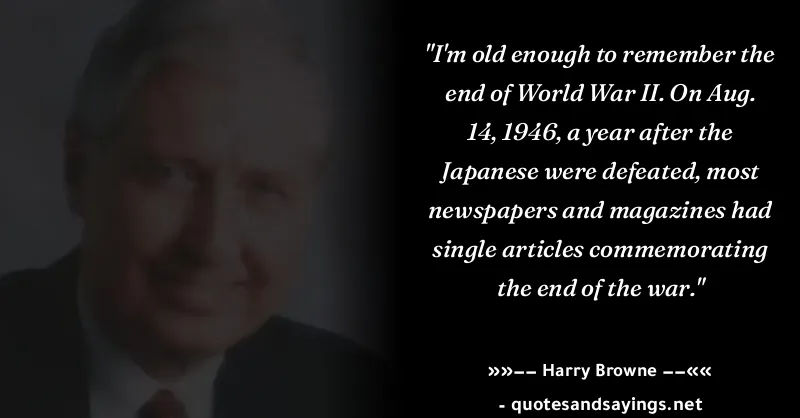 "I'm old enough to remember the
end of World War II. On Aug.
14, 1946, a year after the
Japanese were defeated, most
newspapers and magazines had
single articles commemorating
the end of the war."
»»—— Harry Browne ——««
- quotesandsayings.net